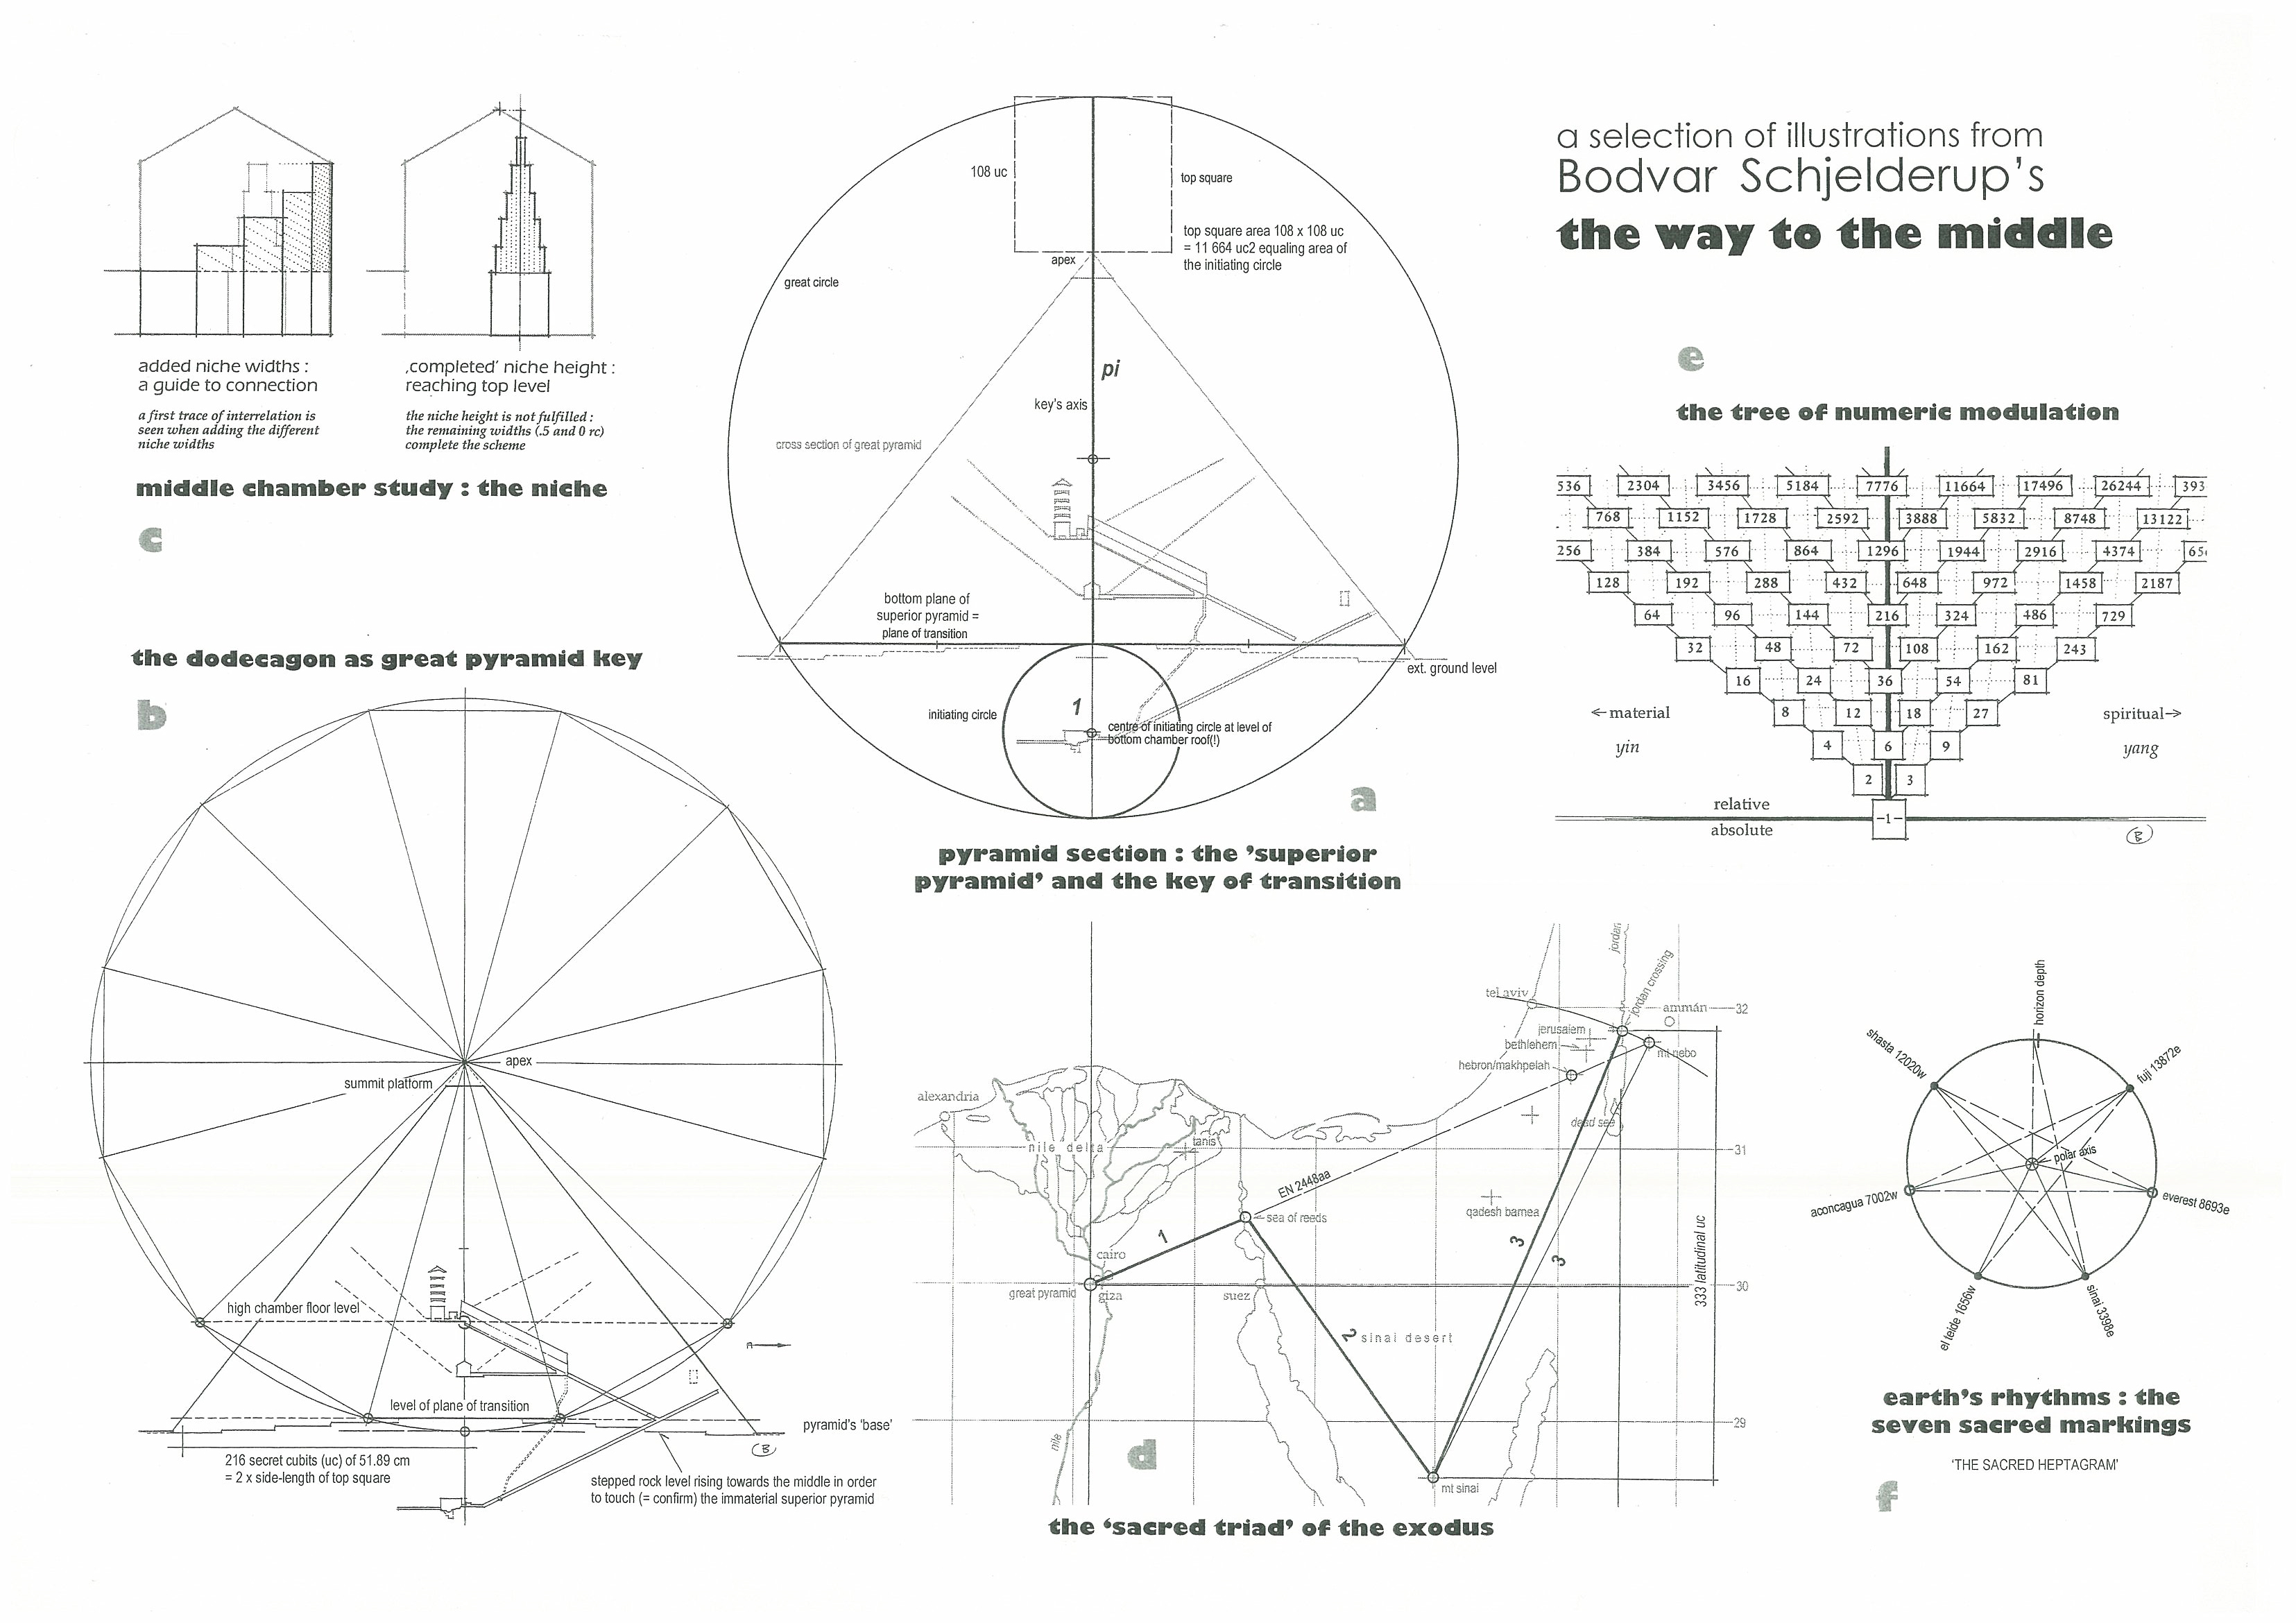 a selection of illustrations from
Bodvar Schjelderup's
the way to the middle
added niche widths :
a guide to connection
a first trace of interrelation is
seen when adding the different
niche widths
‚completed’ niche height :
reaching top level
the niche height is not fulfilled :
the remaining widths (.5 and 0 rc)
complete the scheme
middle chamber study : the niche
c
108 uc
top square
top square area 108 x 108 uc
= 11 664 uc2 equaling area of
the initiating circle
apex
great circle
pi
key's axis
cross section of great pyramid
bottom plane of
superior pyramid =
plane of transition
ext. ground level
initiating circle
1
centre of initiating circle at level of
bottom chamber roof(!)
a
pyramid section : the ’superior
pyramid’ and the key of transition
e
the tree of numeric modulation
536 2304 3456 5184 7776 11664 17496 26244 393
768 1152 1728 2592 3888 5832 8748 13122
256 384 576 864 1296 1944 2916 4374 65
128 192 288 432 648 972 1458 2187
64 96 144 216 324 486 729
32 48 72 108 162 243
16 24 36 54 81
8 12 18 27
4 6 9
2 3
-1-
←material
yin
spiritual→
yang
relative
absolute
B
the dodecagon as great pyramid key
b
apex
summit platform
high chamber floor level
n
level of plane of transition
pyramid's 'base'
B
216 secret cubits (uc) of 51.89 cm
= 2 x side-length of top square
stepped rock level rising towards the middle in order
to touch (= confirm) the immaterial superior pyramid
jordan
jordan crossing
tel aviv
ammán
32
jerusalem
bethlehem
mt nebo
hebron/makhpelah
alexandria
dead see
tanis
nile delta
31
EN 2448aa
qadesh barnea
sea of reeds
1
3
3
333 latitudinal uc
cairo
great pyramid
giza
suez
30
2
sinai desert
29
nile
d
mt sinai
the ‘sacred triad’ of the exodus
horizon depth
shasta 12020w
fuji 13872e
polar axis
aconcagua 7002w
everest 8693e
el teide 1656w
sinai 3398e
earth’s rhythms : the
seven sacred markings
'THE SACRED HEPTAGRAM'
f